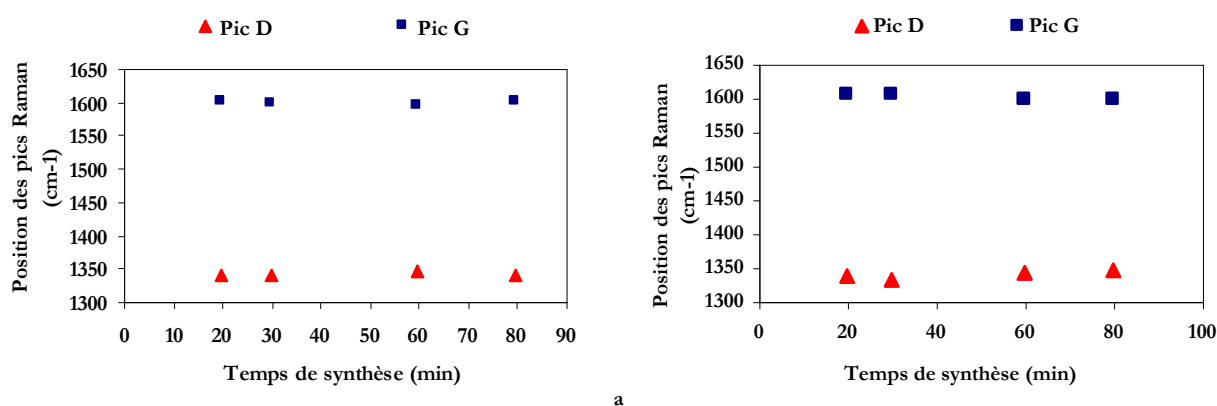 Pic D Pic G
Position des pics Raman
(cm-1)
1650
1600
1550
1500
1450
1400
1350
1300
0 10 20 30 40 50 60 70 80 90
Temps de synthèse (min)
Pic D Pic G
Position des pics Raman
(cm-1)
1650
1600
1550
1500
1450
1400
1350
1300
0 20 40 60 80 100
Temps de synthèse (min)
a